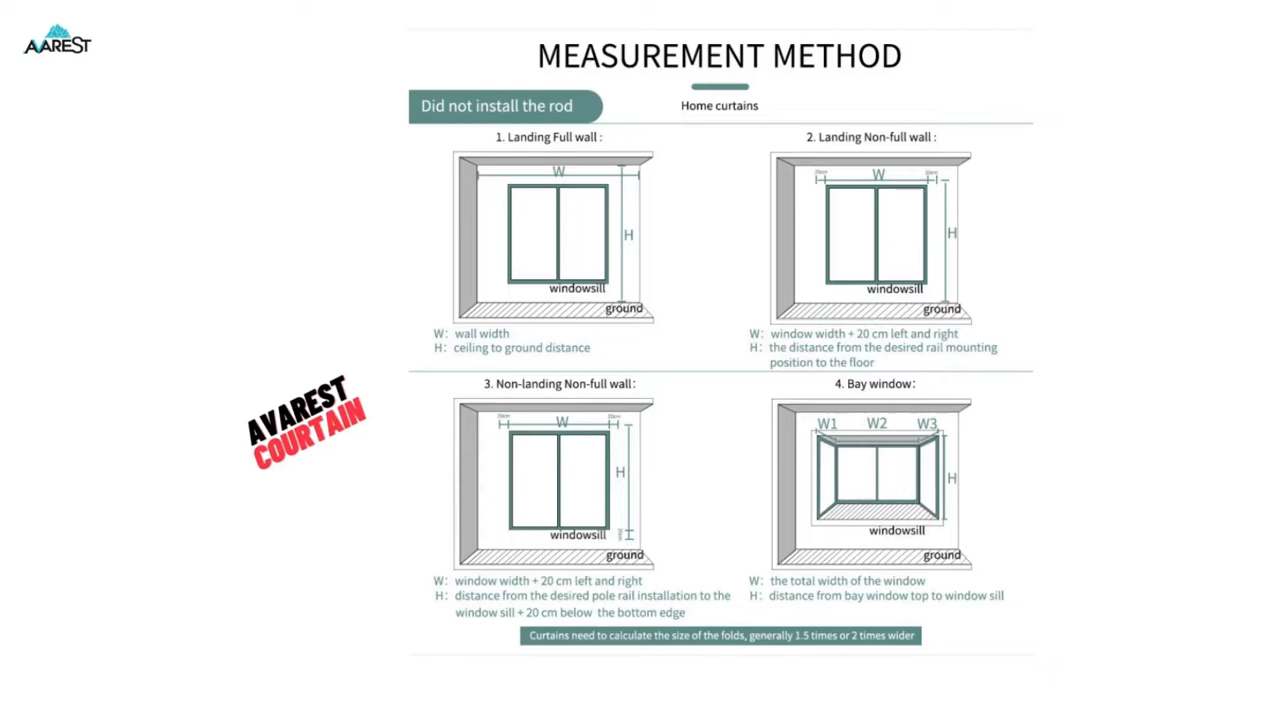 AVAREST
MEASUREMENT METHOD
Did not install the rod
Home curtains
1. Landing Full wall :
W
H
windowsill
ground
W: wall width
H: ceiling to ground distance
2. Landing Non-full wall :
20cm
W
20cm
H
windowsill
ground
W: window width + 20 cm left and right
H: the distance from the desired rail mounting
position to the floor
AVAREST
COURTAIN
3. Non-landing Non-full wall:
20cm
W
20cm
H
20cm
windowsill
ground
W: window width + 20 cm left and right
H: distance from the desired pole rail installation to the
window sill + 20 cm below the bottom edge
4. Bay window:
W1
W2
W3
H
windowsill
ground
W: the total width of the window
H: distance from bay window top to window sill
Curtains need to calculate the size of the folds, generally 1.5 times or 2 times wider